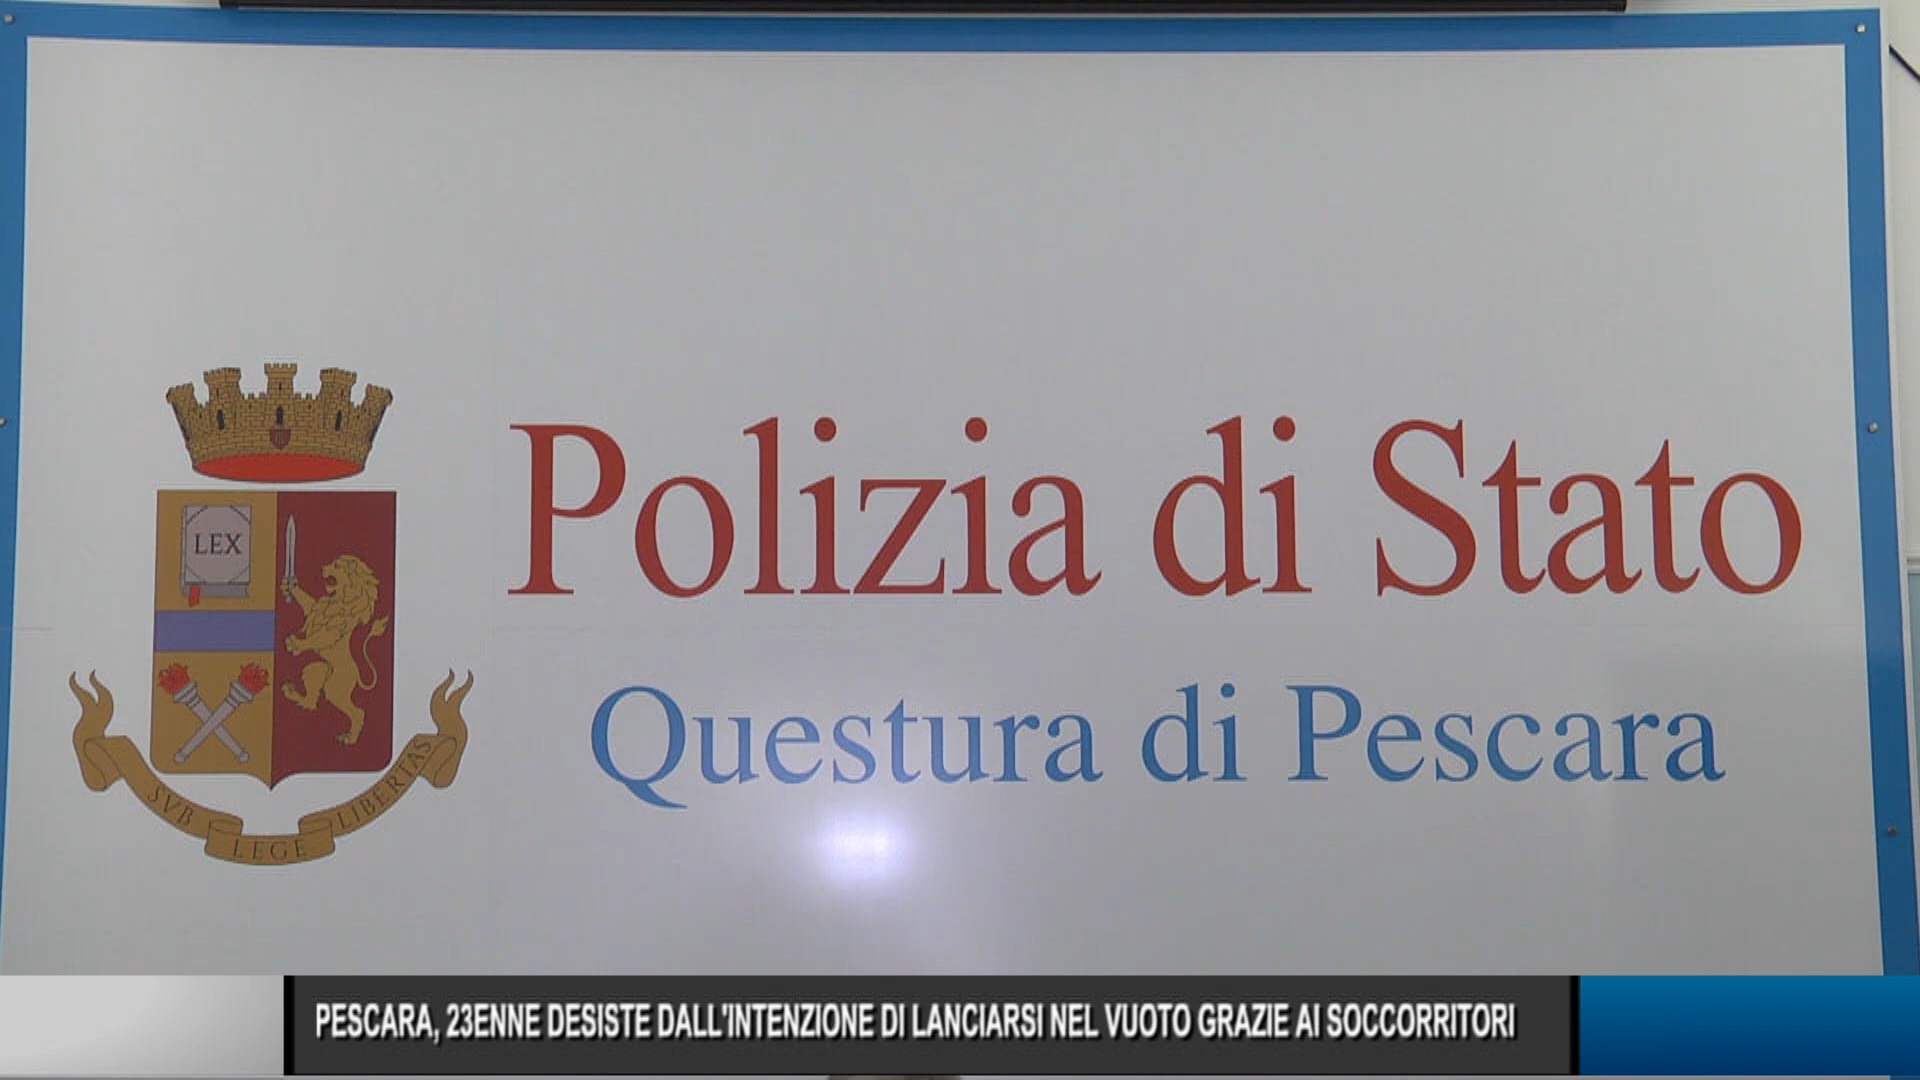 Polizia di Stato
Questura di Pescara
LEX
SVB LEGE LIBERTAS
PESCARA, 23ENNE DESISTE DALL'INTENZIONE DI LANCIARSI NEL VUOTO GRAZIE AI SOCCORRITORI